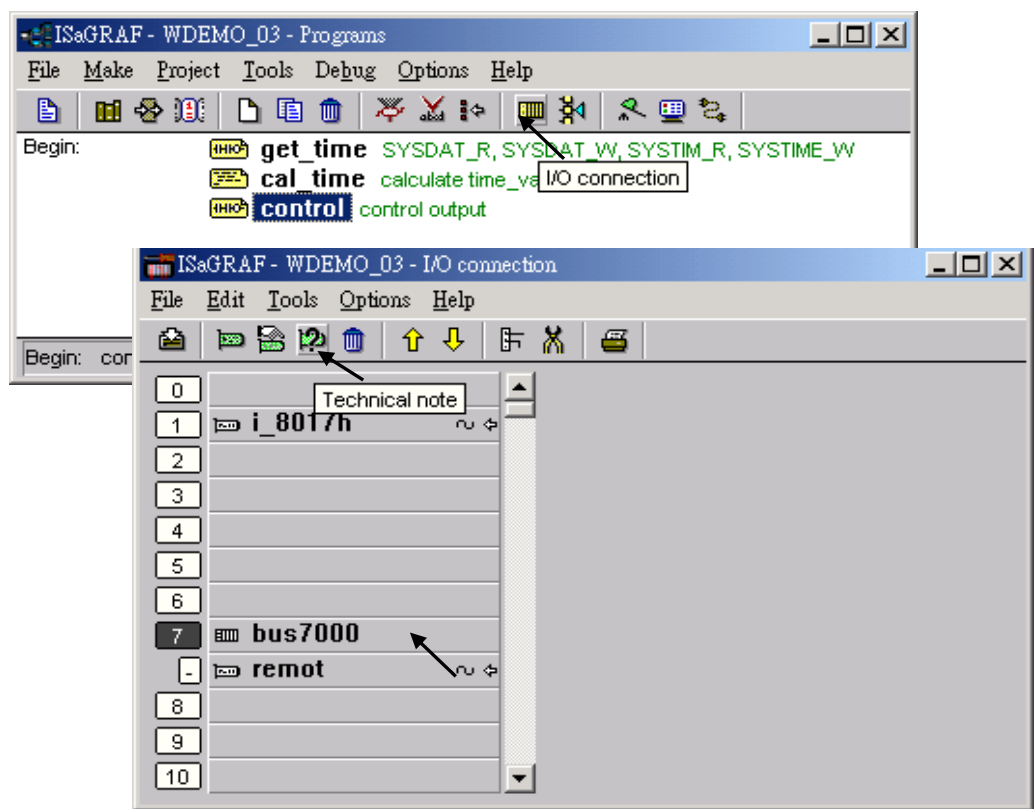 ISaGRAF - WDEMO_03 - Programs
File Make Project Tools Debug Options Help
Begin:
get_time SYSDAT_R, SYSDAT_W, SYSTIM_R, SYSTIME_W
cal_time calculate time_va
I/O connection
control control output
Begin: cor
ISaGRAF - WDEMO_03 - I/O connection
File Edit Tools Options Help
Technical note
0
1 i_8017h
2
3
4
5
6
7 bus7000
- remot
8
9
10